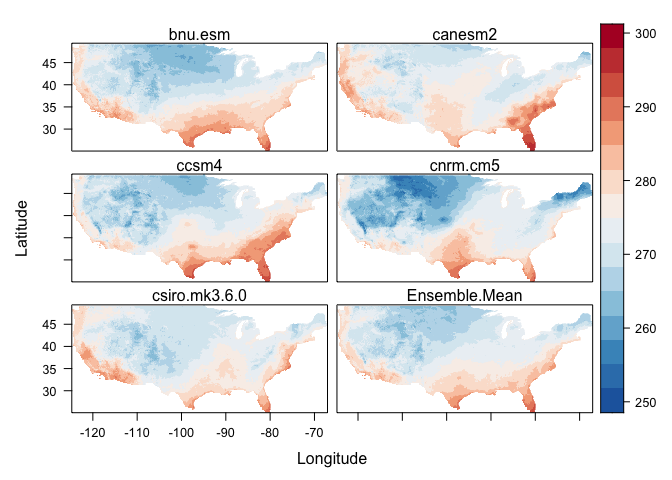 bnu.esm canesm2
45
40
35
30
ccsm4 cnrm.cm5
csiro.mk3.6.0 Ensemble.Mean
45
40
35
30
-120 -110 -100 -90 -80 -70
Latitude
Longitude
300
290
280
270
260
250